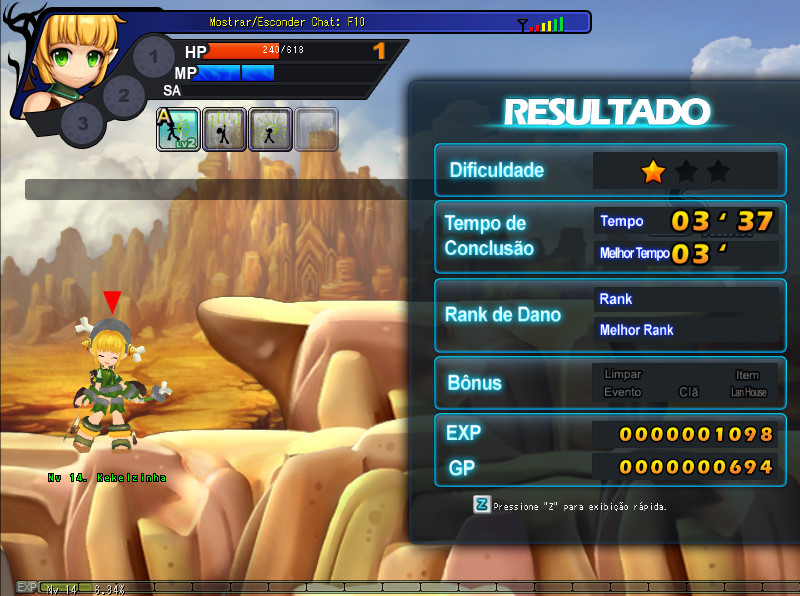 Mostrar/Esconder Chat: F10
HP 240/618 1
MP
SA
1
2
3
A
LV2
RESULTADO
Dificuldade
Tempo de Conclusão
Tempo 03 ‘ 37
Melhor Tempo 03 ‘
Rank de Dano
Rank
Melhor Rank
Bônus
Limpar Evento
Clã
Item Lan House
EXP 0000001098
GP 0000000694
Z Pressione "Z" para exibição rápida.
Nv 14. Kekelzinha
EXP Nv 14 8.34%